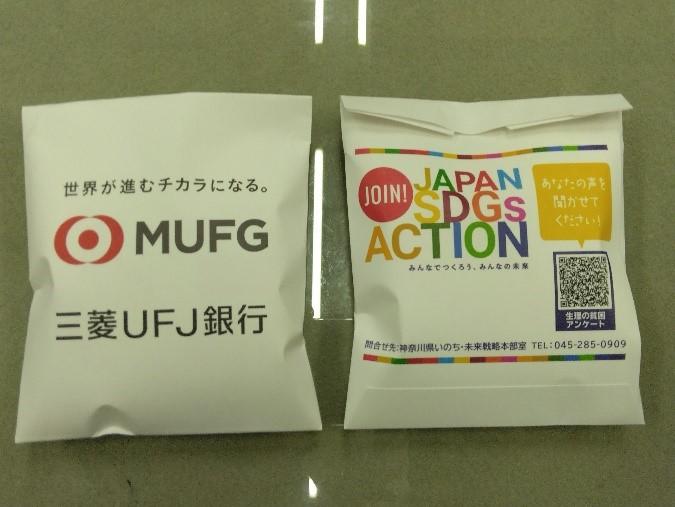 世界が進むチカラになる。
MUFG
三菱UFJ銀行
JOIN!
JAPAN
SDGs
ACTION
みんなでつくろう、みんなの未来
あなたの声を
聞かせて
ください!
生理の貧困
アンケート
問合せ先:神奈川県いのち・未来戦略本部室 TEL:045-285-0909